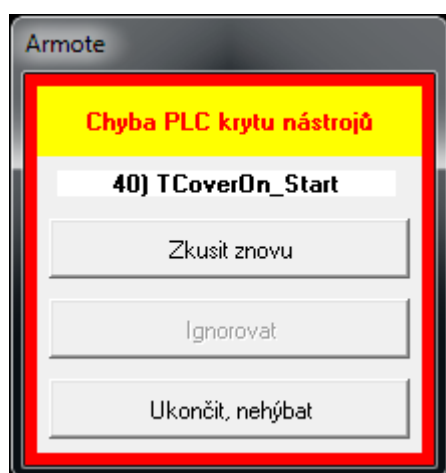 Armote
Chyba PLC krytu nástrojů
40) TCoverOn_Start
Zkusit znovu
Ignorovat
Ukončit, nehýbat